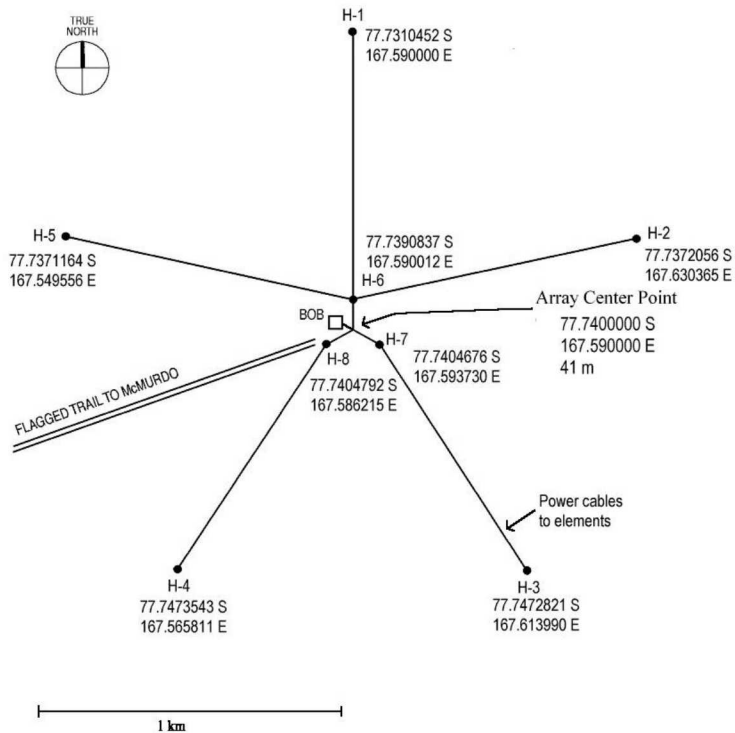 TRUE
NORTH
H-1
77.7310452 S
167.590000 E
H-5
77.7371164 S
167.549556 E
77.7390837 S
167.590012 E
H-6
H-2
77.7372056 S
167.630365 E
BOB
Array Center Point
77.7400000 S
167.590000 E
41 m
H-7
77.7404676 S
167.593730 E
H-8
77.7404792 S
167.586215 E
FLAGGED TRAIL TO McMURDO
Power cables
to elements
H-4
77.7473543 S
167.565811 E
H-3
77.7472821 S
167.613990 E
1 km